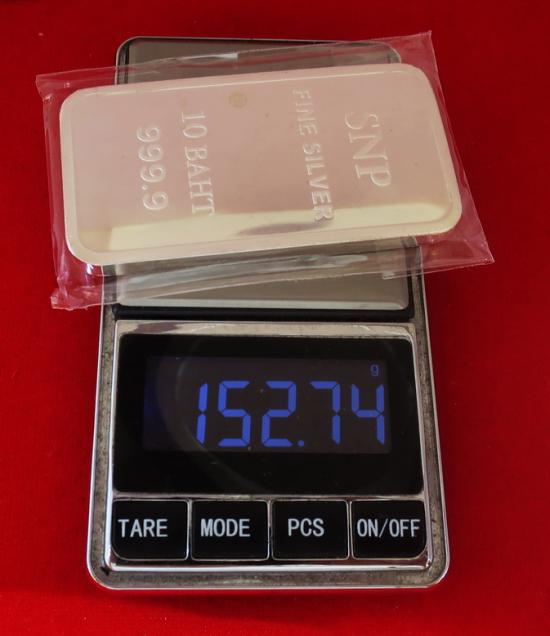 SNP
FINE SILVER
10 BAHT
999.9
g
152.74
TARE
MODE
PCS
ON/OFF